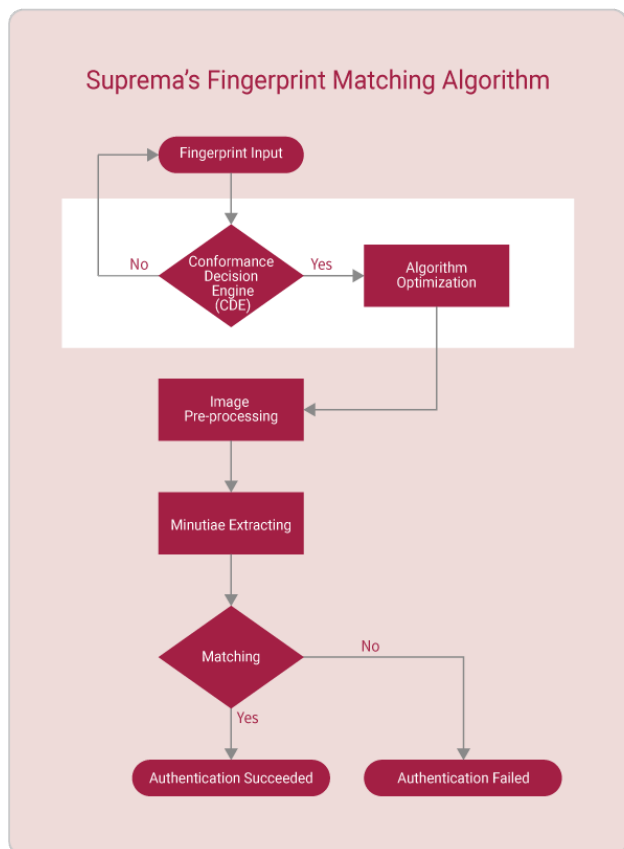 Suprema's Fingerprint Matching Algorithm
Fingerprint Input
Conformance
Decision
Engine
(CDE)
No
Yes
Algorithm
Optimization
Image
Pre-processing
Minutiae Extracting
Matching
No
Yes
Authentication Succeeded
Authentication Failed